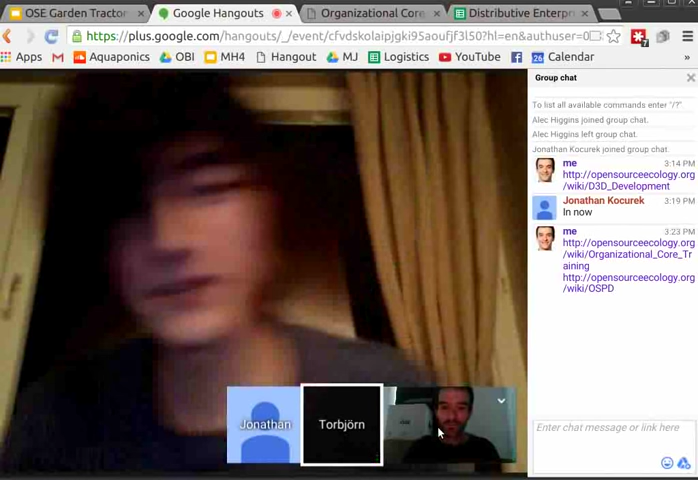 OSE Garden Tractor
Google Hangouts
Organizational Core
Distributive Enterpr
https://plus.google.com/hangouts/_/event/cfvdskolaipjgki95aoufjf3l50?hl=en&authuser=0
7
Apps
Aquaponics
OBI
MH4
Hangout
MJ
Logistics
YouTube
26
Calendar
»
Group chat
To list all available commands enter "/?"
Alec Higgins joined group chat.
Alec Higgins left group chat.
Jonathan Kocurek joined group chat.
me 3:14 PM
http://opensourceecology.org
/wiki/D3D_Development
Jonathan Kocurek 3:19 PM
In now
me 3:23 PM
http://opensourceecology.org
/wiki/Organizational_Core_Tr
aining
http://opensourceecology.org
/wiki/OSPD
Jonathan
Torbjörn
Enter chat message or link here